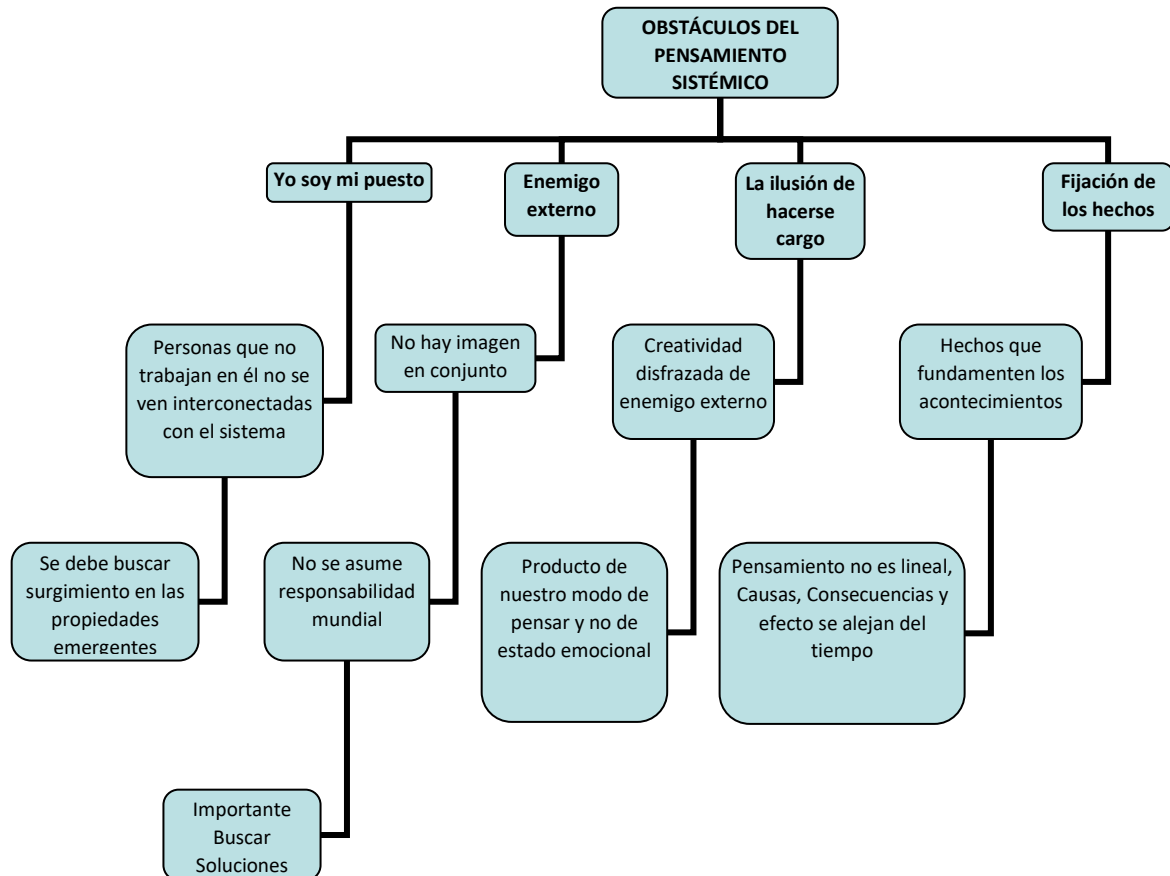 OBSTÁCULOS DEL
PENSAMIENTO
SISTÉMICO
Yo soy mi puesto
Enemigo
externo
La ilusión de
hacerse
cargo
Fijación de
los hechos
Personas que no
trabajan en él no se
ven interconectadas
con el sistema
No hay imagen
en conjunto
Creatividad
disfrazada de
enemigo externo
Hechos que
fundamenten los
acontecimientos
Se debe buscar
surgimiento en las
propiedades
emergentes
No se asume
responsabilidad
mundial
Producto de
nuestro modo de
pensar y no de
estado emocional
Pensamiento no es lineal,
Causas, Consecuencias y
efecto se alejan del
tiempo
Importante
Buscar
Soluciones